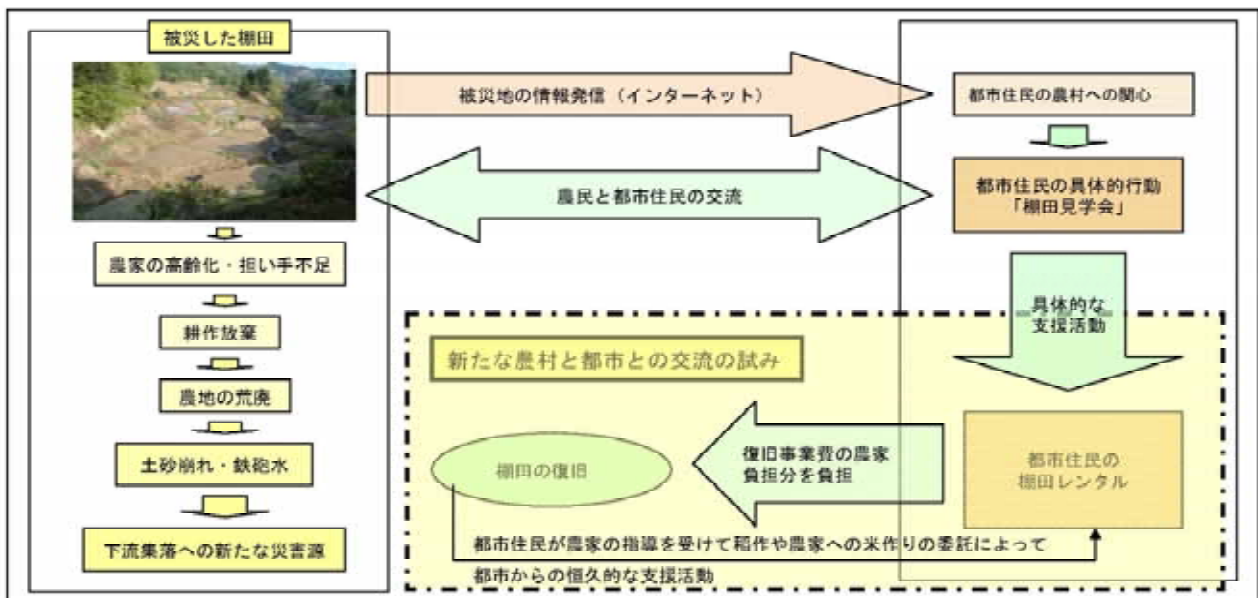 被災した棚田
被災地の情報発信（インターネット）
都市住民の農村への関心
農民と都市住民の交流
都市住民の具体的行動
「棚田見学会」
農家の高齢化・担い手不足
耕作放棄
農地の荒廃
土砂崩れ・鉄砲水
下流集落への新たな災害源
具体的な
支援活動
新たな農村と都市との交流の試み
棚田の復旧
復旧事業費の農家
負担分を負担
都市住民の
棚田レンタル
都市住民が農家の指導を受けて稲作や農家への米作りの委託によって
都市からの恒久的な支援活動